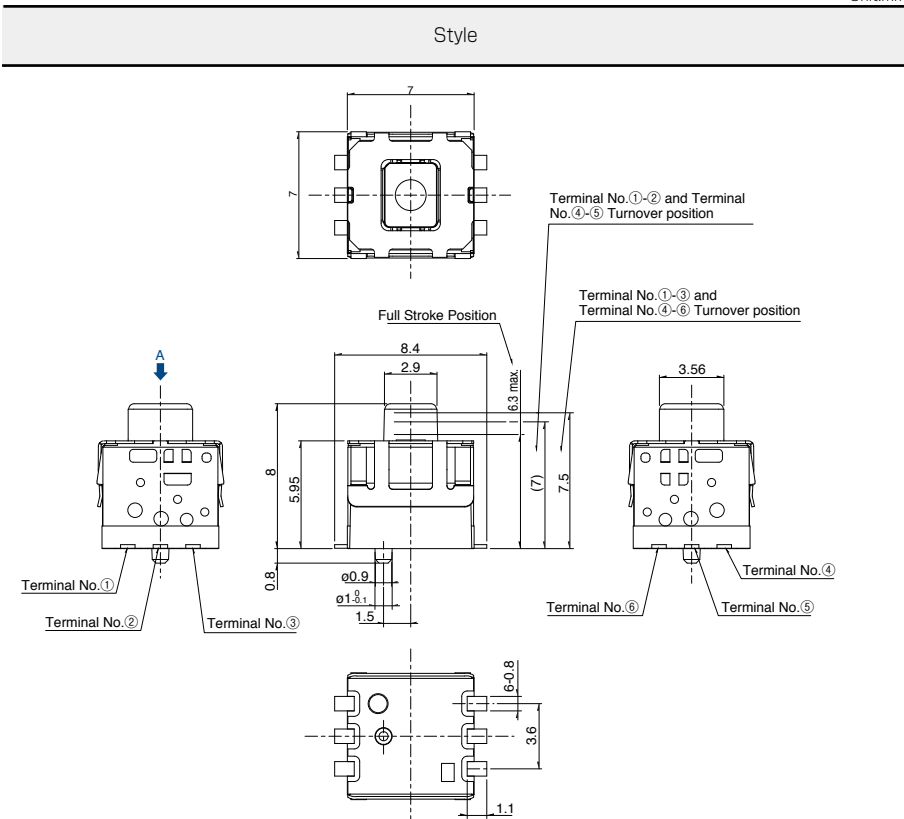 Style
7
7
Terminal No.①-② and Terminal
No.④-⑤ Turnover position
Terminal No.①-③ and
Terminal No.④-⑥ Turnover position
Full Stroke Position
A
8.4
2.9
3.56
6.3 max.
8
5.95
(7)
7.5
0.8
ø0.9
ø1 0 -0.1
1.5
Terminal No.①
Terminal No.②
Terminal No.③
Terminal No.④
Terminal No.⑥
Terminal No.⑤
6-0.8
3.6
1.1